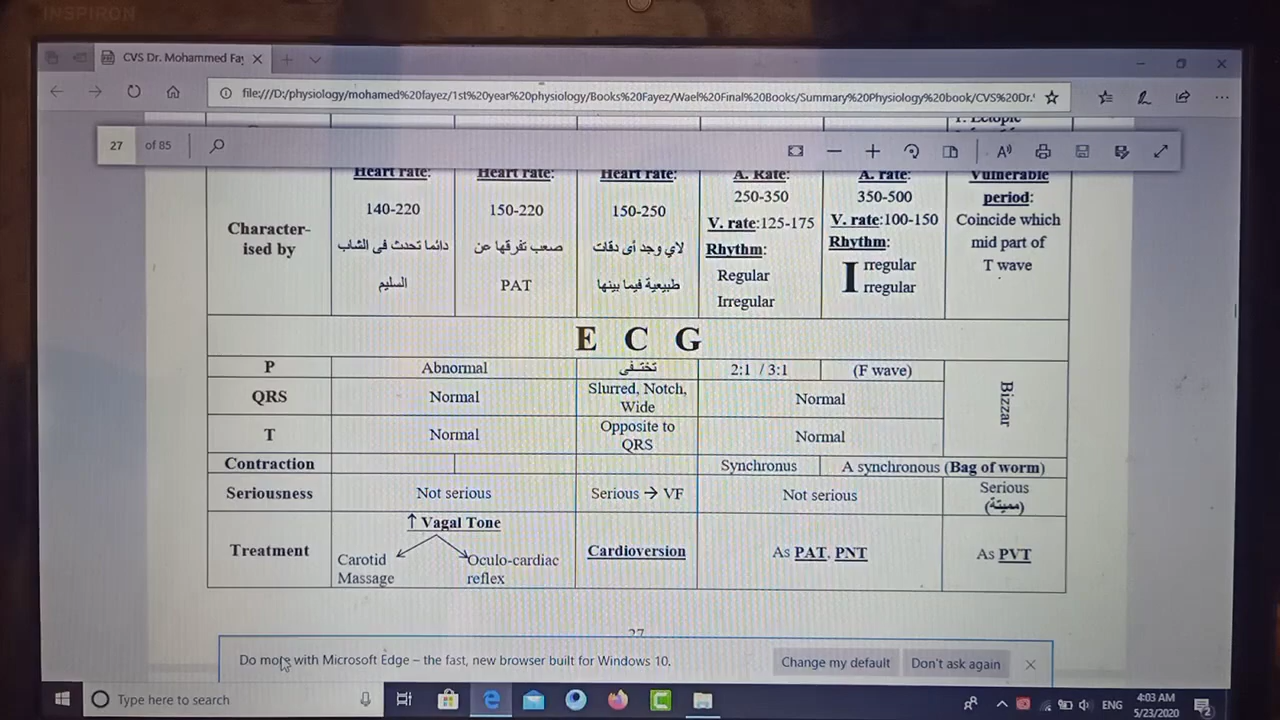 INSPIRON
CVS Dr. Mohammed Fay
file:///D:/physiology/mohamed%20fayez/1st%20year%20physiology/Books%20Fayez/Wael%20Final%20Books/Summary%20Physiology%20book/CVS%20Dr.
1. Ectopic
27 of 85
Heart rate: Heart rate: Heart rate: A. Rate: A. rate: Vulnerable
140-220 150-220 150-250 250-350 350-500 period:
Character- V. rate:125-175 V. rate:100-150 Coincide which
ised by دائما تحدث فى الشاب صعب تفرقها عن لاي وجد أى دقات Rhythm: Rhythm: mid part of
السليم PAT طبيعية فيما بينها Regular Irregular T wave
Irregular rregular
E C G
P Abnormal تختفى 2:1 / 3:1 (F wave) Bizzar
QRS Normal Slurred, Notch, Normal
Wide
T Normal Opposite to Normal
QRS
Contraction Synchronus A synchronous (Bag of worm)
Seriousness Not serious Serious → VF Not serious Serious
(مميتة)
↑ Vagal Tone
Treatment Carotid Oculo-cardiac Cardioversion As PAT, PNT As PVT
Massage reflex
27
Do more with Microsoft Edge – the fast, new browser built for Windows 10. Change my default Don't ask again
Type here to search ENG 4:03 AM
5/23/2020